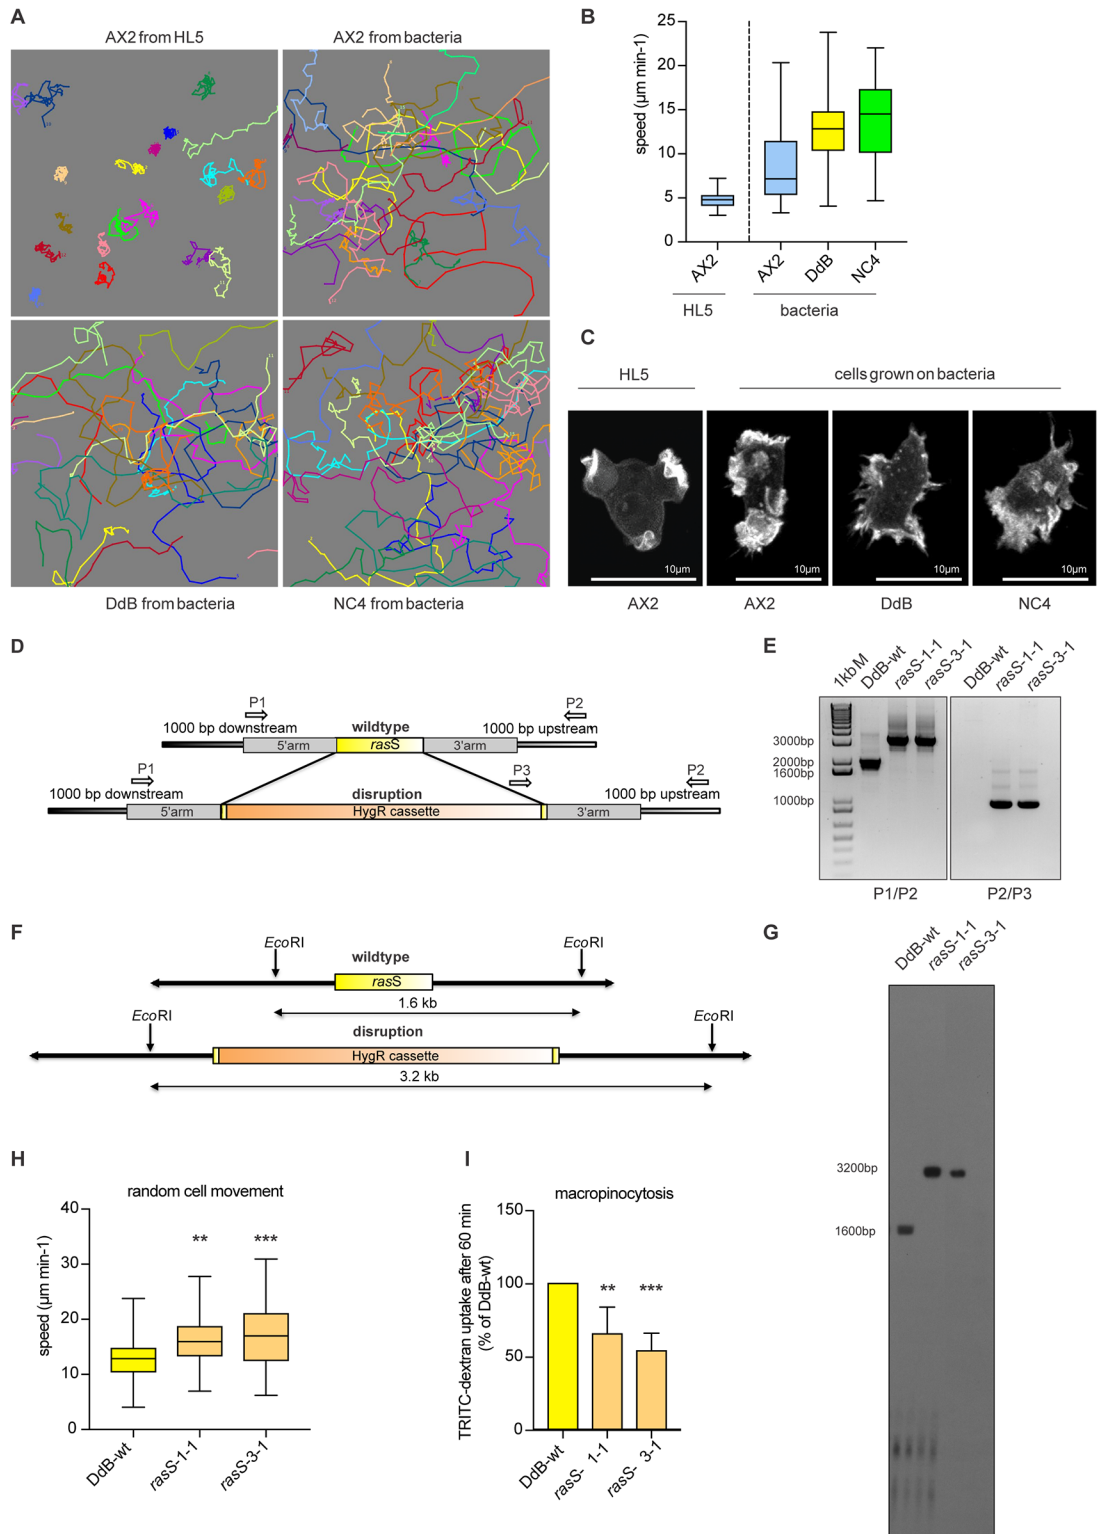 A
AX2 from HL5
AX2 from bacteria
DdB from bacteria
NC4 from bacteria
B
speed (µm min-1)
25
20
15
10
5
0
AX2
AX2
DdB
NC4
HL5
bacteria
C
HL5
cells grown on bacteria
10µm
10µm
10µm
10µm
AX2
AX2
DdB
NC4
D
P1
P2
1000 bp downstream
wildtype
1000 bp upstream
5'arm
rasS
3'arm
P1
P3
P2
1000 bp downstream
disruption
1000 bp upstream
5'arm
HygR cassette
3'arm
E
1kb M
DdB-wt
rasS-1-1
rasS-3-1
DdB-wt
rasS-1-1
rasS-3-1
3000bp
2000bp
1600bp
1000bp
P1/P2
P2/P3
F
EcoRI
EcoRI
wildtype
rasS
1.6 kb
EcoRI
EcoRI
disruption
HygR cassette
3.2 kb
G
DdB-wt
rasS-1-1
rasS-3-1
3200bp
1600bp
H
random cell movement
speed (µm min-1)
40
30
20
10
0
**
***
DdB-wt
rasS-1-1
rasS-3-1
I
macropinocytosis
TRITC-dextran uptake after 60 min
(% of DdB-wt)
150
100
50
0
**
***
DdB-wt
rasS- 1-1
rasS- 3-1